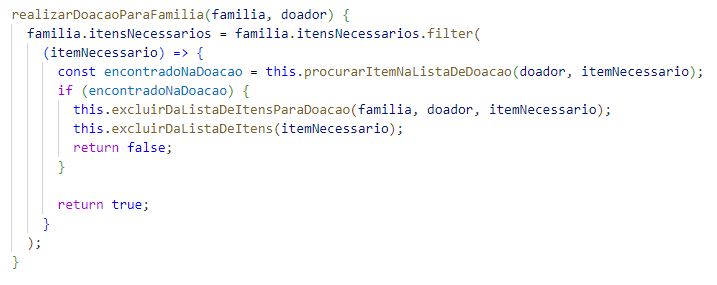 realizarDoacaoParaFamilia(familia, doador) {
  familia.itensNecessarios = familia.itensNecessarios.filter(
    (itemNecessario) => {
      const encontradoNaDoacao = this.procurarItemNaListaDeDoacao(doador, itemNecessario);
      if (encontradoNaDoacao) {
        this.excluirDaListaDeItensParaDoacao(familia, doador, itemNecessario);
        this.excluirDaListaDeItens(itemNecessario);
        return false;
      }

      return true;
    }
  );
}